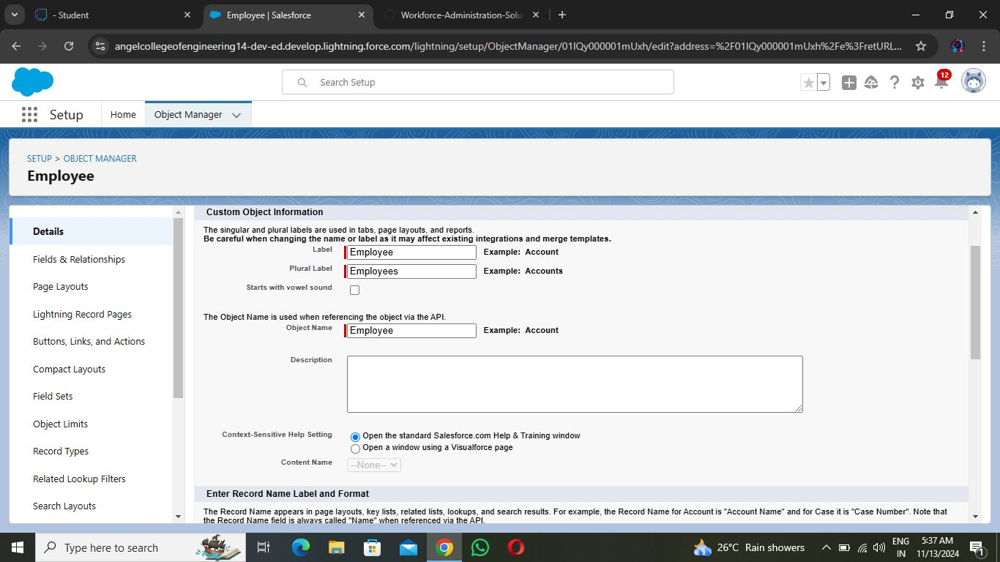 - Student
Employee | Salesforce
Workforce-Administration-Solu
angelcollegeofengineering14-dev-ed.develop.lightning.force.com/lightning/setup/ObjectManager/01IQy000001mUxh/edit?address=%2F01IQy000001mUxh%2Fe%3FretURL...
Search Setup
12
Setup
Home
Object Manager
SETUP > OBJECT MANAGER
Employee
Details
Fields & Relationships
Page Layouts
Lightning Record Pages
Buttons, Links, and Actions
Compact Layouts
Field Sets
Object Limits
Record Types
Related Lookup Filters
Search Layouts
Custom Object Information
The singular and plural labels are used in tabs, page layouts, and reports.
Be careful when changing the name or label as it may affect existing integrations and merge templates.
Label Employee Example: Account
Plural Label Employees Example: Accounts
Starts with vowel sound
The Object Name is used when referencing the object via the API.
Object Name Employee Example: Account
Description
Context-Sensitive Help Setting Open the standard Salesforce.com Help & Training window
Open a window using a Visualforce page
Content Name --None--
Enter Record Name Label and Format
The Record Name appears in page layouts, key lists, related lists, lookups, and search results. For example, the Record Name for Account is "Account Name" and for Case it is "Case Number". Note that
the Record Name field is always called "Name" when referenced via the API.
Type here to search
26°C Rain showers
ENG
IN
5:37 AM
11/13/2024
1